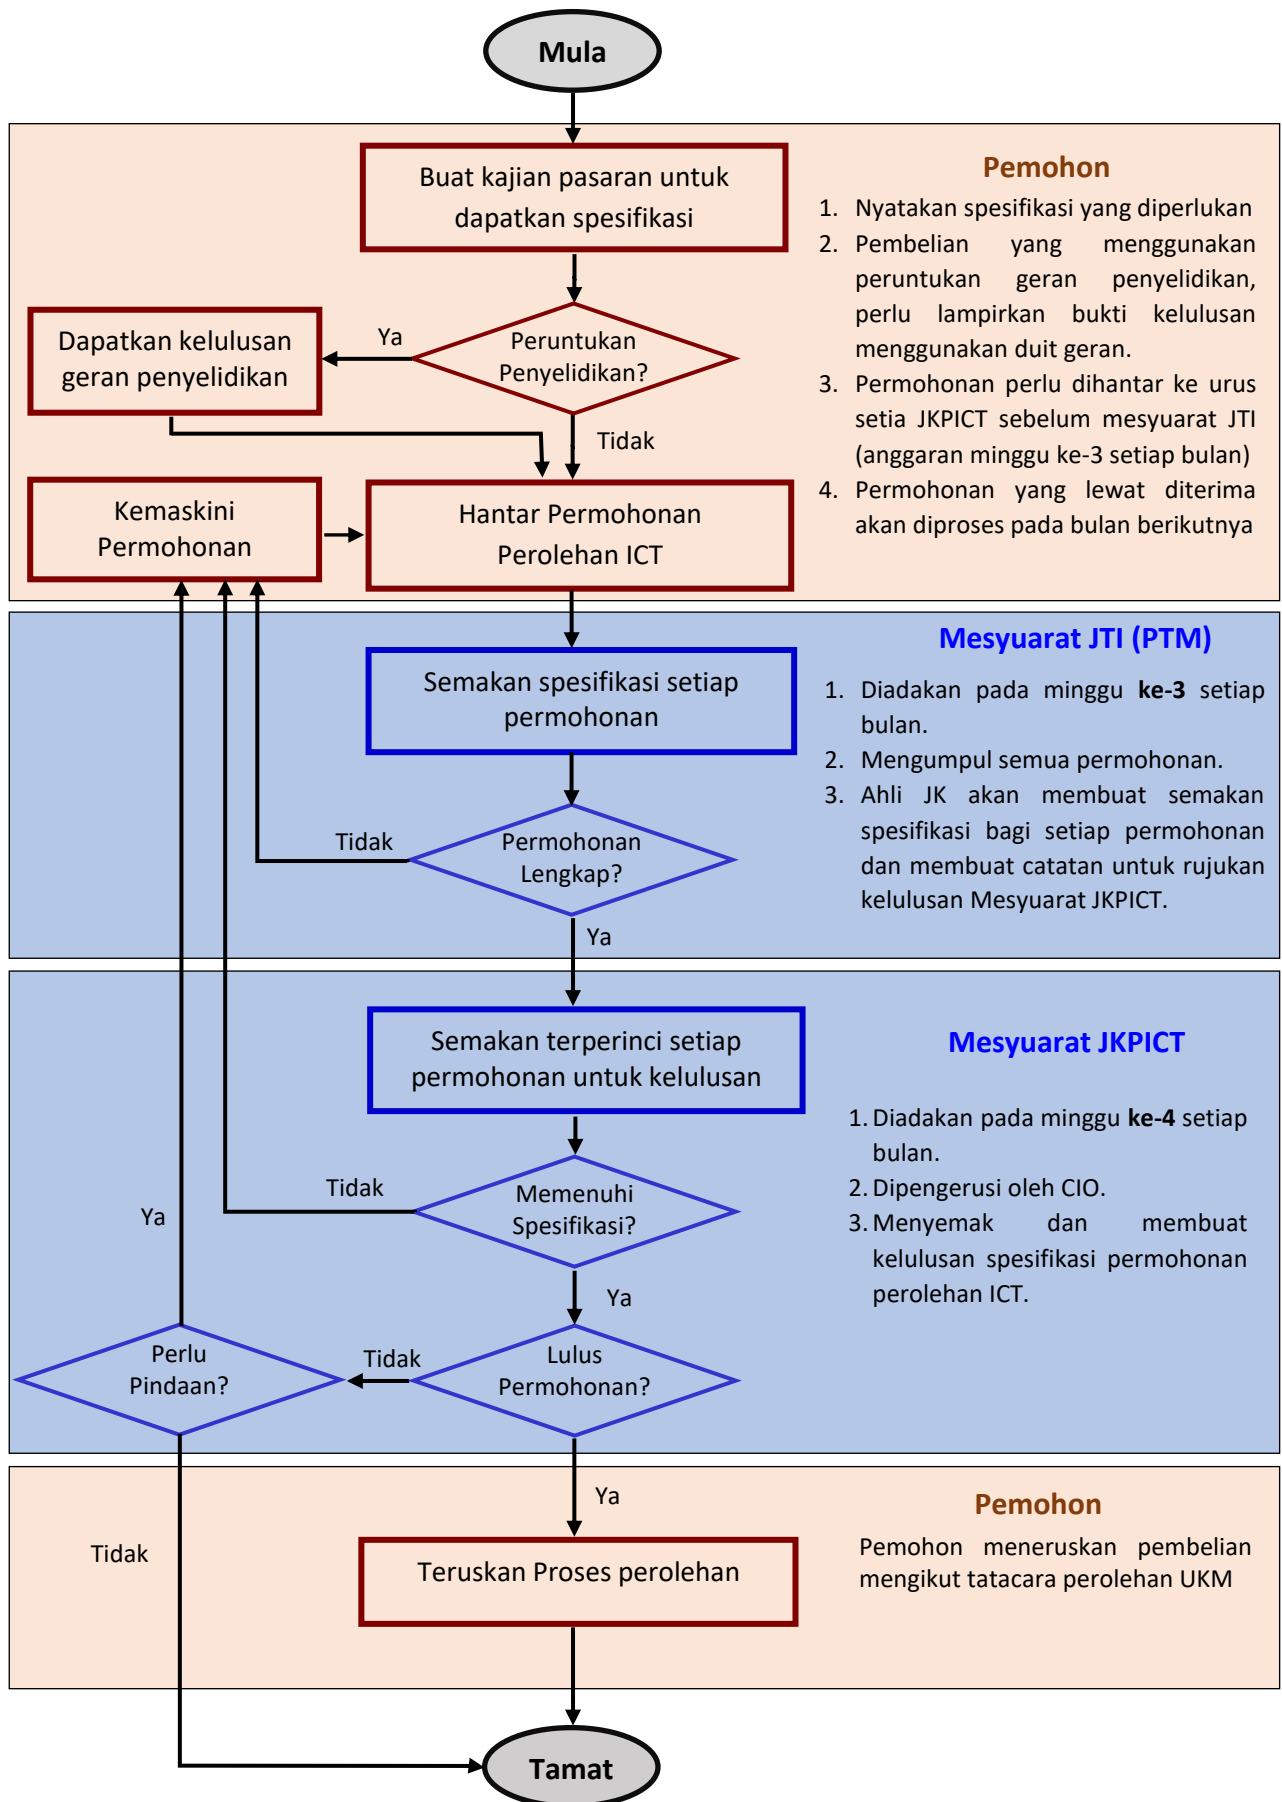 Mula
Buat kajian pasaran untuk
dapatkan spesifikasi
Pemohon
1. Nyatakan spesifikasi yang diperlukan
2. Pembelian yang menggunakan
peruntukan geran penyelidikan,
perlu lampirkan bukti kelulusan
menggunakan duit geran.
3. Permohonan perlu dihantar ke urus
setia JKPICT sebelum mesyuarat JTI
(anggaran minggu ke-3 setiap bulan)
4. Permohonan yang lewat diterima
akan diproses pada bulan berikutnya
Peruntukan
Penyelidikan?
Ya
Dapatkan kelulusan
geran penyelidikan
Tidak
Kemaskini
Permohonan
Hantar Permohonan
Perolehan ICT
Mesyuarat JTI (PTM)
1. Diadakan pada minggu ke-3 setiap
bulan.
2. Mengumpul semua permohonan.
3. Ahli JK akan membuat semakan
spesifikasi bagi setiap permohonan
dan membuat catatan untuk rujukan
kelulusan Mesyuarat JKPICT.
Semakan spesifikasi setiap
permohonan
Tidak
Permohonan
Lengkap?
Ya
Semakan terperinci setiap
permohonan untuk kelulusan
Mesyuarat JKPICT
1. Diadakan pada minggu ke-4 setiap
bulan.
2. Dipengerusi oleh CIO.
3. Menyemak dan membuat
kelulusan spesifikasi permohonan
perolehan ICT.
Tidak
Memenuhi
Spesifikasi?
Ya
Ya
Perlu
Pindaan?
Tidak
Lulus
Permohonan?
Ya
Tidak
Teruskan Proses perolehan
Pemohon
Pemohon meneruskan pembelian
mengikut tatacara perolehan UKM
Tamat